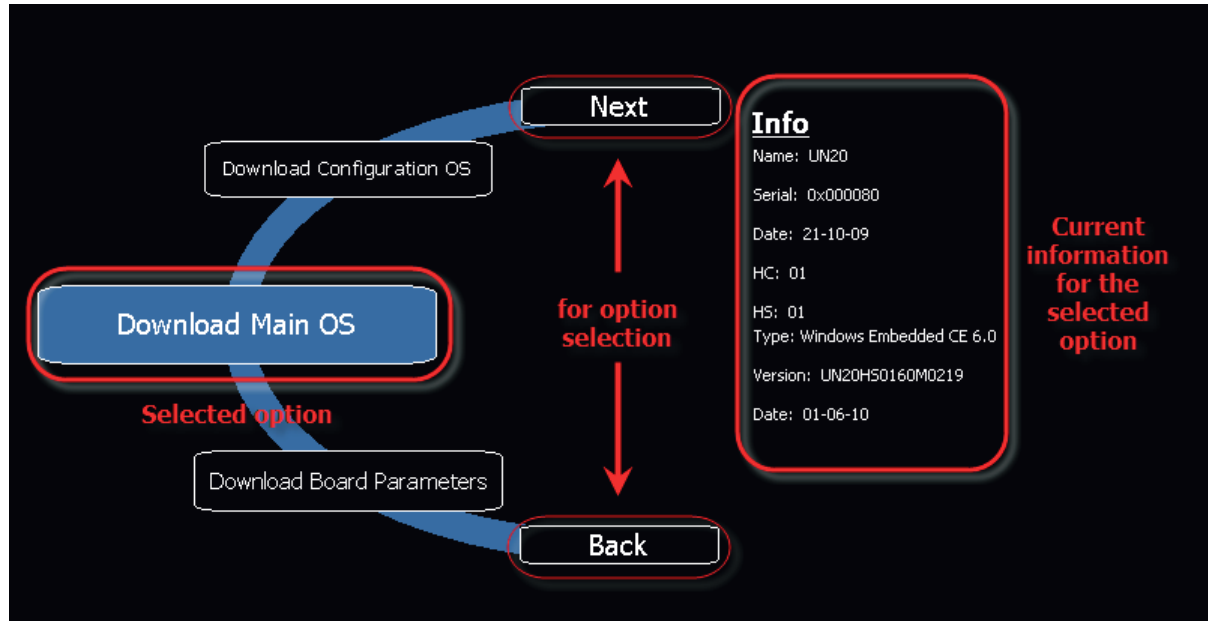 Next
Download Configuration OS
Download Main OS
Selected option
Download Board Parameters
Back
for option
selection
Info
Name: UN20
Serial: 0x000080
Date: 21-10-09
HC: 01
HS: 01
Type: Windows Embedded CE 6.0
Version: UN20HS0160M0219
Date: 01-06-10
Current
information
for the
selected
option